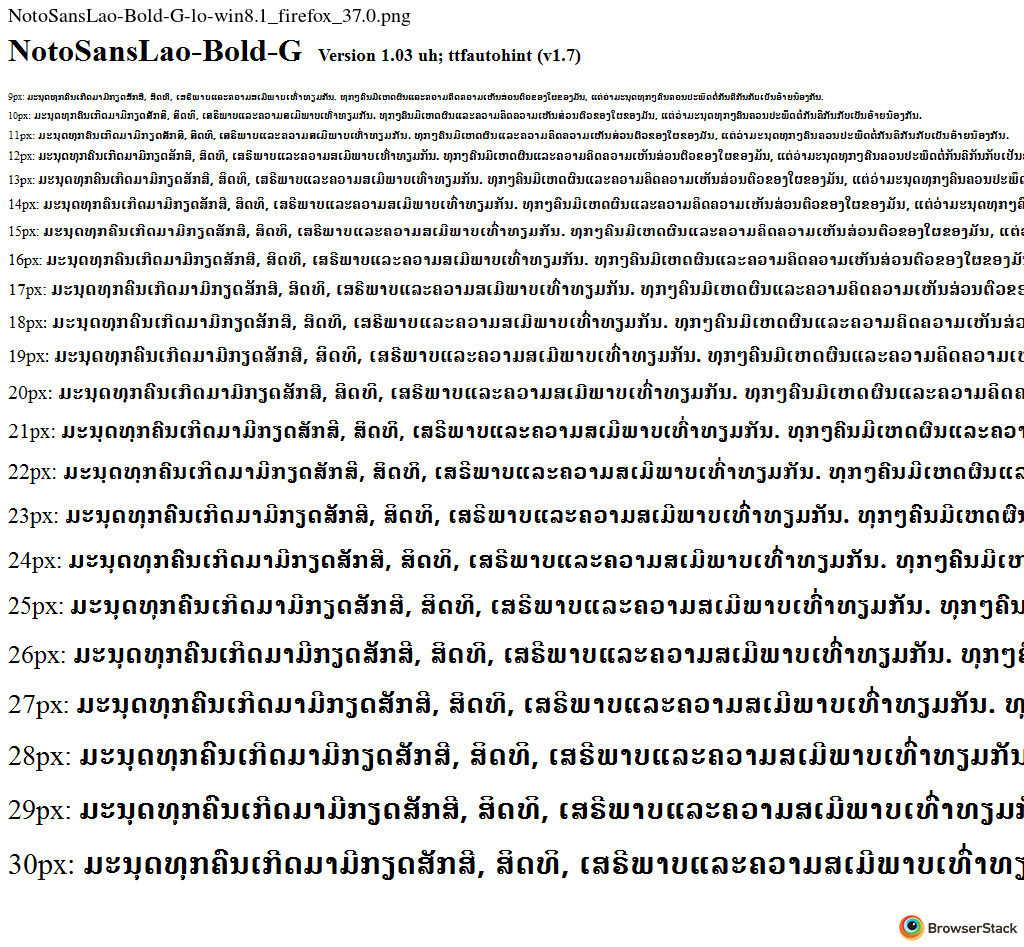 NotoSansLao-Bold-G-lo-win8.1_firefox_37.0.png
NotoSansLao-Bold-G Version 1.03 uh; ttfautohint (v1.7)
9px: ມະນຸດທຸກຄົນເກີດມາມີກຽດສັກສີ, ສິດທິ, ເສຣີພາບແລະຄວາມສເມີພາບເທົ່າທຽມກັນ. ທຸກໆຄົນມີເຫດຜົນແລະຄວາມຄິດຄວາມເຫັນສ່ວນຕົວຂອງໃຜຂອງມັນ, ແຕ່ວ່າມະນຸດທຸກໆຄົນຄວນປະພຶດຕໍ່ກັນຄືກັນກັບເປັນອ້າຍນ້ອງກັນ.
10px: ມະນຸດທຸກຄົນເກີດມາມີກຽດສັກສີ, ສິດທິ, ເສຣີພາບແລະຄວາມສເມີພາບເທົ່າທຽມກັນ. ທຸກໆຄົນມີເຫດຜົນແລະຄວາມຄິດຄວາມເຫັນສ່ວນຕົວຂອງໃຜຂອງມັນ, ແຕ່ວ່າມະນຸດທຸກໆຄົນຄວນປະພຶດຕໍ່ກັນຄືກັນກັບເປັນອ້າຍນ້ອງກັນ.
11px: ມະນຸດທຸກຄົນເກີດມາມີກຽດສັກສີ, ສິດທິ, ເສຣີພາບແລະຄວາມສເມີພາບເທົ່າທຽມກັນ. ທຸກໆຄົນມີເຫດຜົນແລະຄວາມຄິດຄວາມເຫັນສ່ວນຕົວຂອງໃຜຂອງມັນ, ແຕ່ວ່າມະນຸດທຸກໆຄົນຄວນປະພຶດຕໍ່ກັນຄືກັນກັບເປັນອ້າຍນ້ອງກັນ.
12px: ມະນຸດທຸກຄົນເກີດມາມີກຽດສັກສີ, ສິດທິ, ເສຣີພາບແລະຄວາມສເມີພາບເທົ່າທຽມກັນ. ທຸກໆຄົນມີເຫດຜົນແລະຄວາມຄິດຄວາມເຫັນສ່ວນຕົວຂອງໃຜຂອງມັນ, ແຕ່ວ່າມະນຸດທຸກໆຄົນຄວນປະພຶດຕໍ່ກັນຄືກັນກັບເປັນ
13px: ມະນຸດທຸກຄົນເກີດມາມີກຽດສັກສີ, ສິດທິ, ເສຣີພາບແລະຄວາມສເມີພາບເທົ່າທຽມກັນ. ທຸກໆຄົນມີເຫດຜົນແລະຄວາມຄິດຄວາມເຫັນສ່ວນຕົວຂອງໃຜຂອງມັນ, ແຕ່ວ່າມະນຸດທຸກໆຄົນຄວນປະພຶດ
14px: ມະນຸດທຸກຄົນເກີດມາມີກຽດສັກສີ, ສິດທິ, ເສຣີພາບແລະຄວາມສເມີພາບເທົ່າທຽມກັນ. ທຸກໆຄົນມີເຫດຜົນແລະຄວາມຄິດຄວາມເຫັນສ່ວນຕົວຂອງໃຜຂອງມັນ, ແຕ່ວ່າມະນຸດທຸກໆຄົ
15px: ມະນຸດທຸກຄົນເກີດມາມີກຽດສັກສີ, ສິດທິ, ເສຣີພາບແລະຄວາມສເມີພາບເທົ່າທຽມກັນ. ທຸກໆຄົນມີເຫດຜົນແລະຄວາມຄິດຄວາມເຫັນສ່ວນຕົວຂອງໃຜຂອງມັນ, ແຕ່ວ
16px: ມະນຸດທຸກຄົນເກີດມາມີກຽດສັກສີ, ສິດທິ, ເສຣີພາບແລະຄວາມສເມີພາບເທົ່າທຽມກັນ. ທຸກໆຄົນມີເຫດຜົນແລະຄວາມຄິດຄວາມເຫັນສ່ວນຕົວຂອງໃຜຂອງມັ
17px: ມະນຸດທຸກຄົນເກີດມາມີກຽດສັກສີ, ສິດທິ, ເສຣີພາບແລະຄວາມສເມີພາບເທົ່າທຽມກັນ. ທຸກໆຄົນມີເຫດຜົນແລະຄວາມຄິດຄວາມເຫັນສ່ວນຕົວຂອ
18px: ມະນຸດທຸກຄົນເກີດມາມີກຽດສັກສີ, ສິດທິ, ເສຣີພາບແລະຄວາມສເມີພາບເທົ່າທຽມກັນ. ທຸກໆຄົນມີເຫດຜົນແລະຄວາມຄິດຄວາມເຫັນສ່ວ
19px: ມະນຸດທຸກຄົນເກີດມາມີກຽດສັກສີ, ສິດທິ, ເສຣີພາບແລະຄວາມສເມີພາບເທົ່າທຽມກັນ. ທຸກໆຄົນມີເຫດຜົນແລະຄວາມຄິດຄວາມເຫ
20px: ມະນຸດທຸກຄົນເກີດມາມີກຽດສັກສີ, ສິດທິ, ເສຣີພາບແລະຄວາມສເມີພາບເທົ່າທຽມກັນ. ທຸກໆຄົນມີເຫດຜົນແລະຄວາມຄິດຄ
21px: ມະນຸດທຸກຄົນເກີດມາມີກຽດສັກສີ, ສິດທິ, ເສຣີພາບແລະຄວາມສເມີພາບເທົ່າທຽມກັນ. ທຸກໆຄົນມີເຫດຜົນແລະຄວາ
22px: ມະນຸດທຸກຄົນເກີດມາມີກຽດສັກສີ, ສິດທິ, ເສຣີພາບແລະຄວາມສເມີພາບເທົ່າທຽມກັນ. ທຸກໆຄົນມີເຫດຜົນແລ
23px: ມະນຸດທຸກຄົນເກີດມາມີກຽດສັກສີ, ສິດທິ, ເສຣີພາບແລະຄວາມສເມີພາບເທົ່າທຽມກັນ. ທຸກໆຄົນມີເຫດຜົນ
24px: ມະນຸດທຸກຄົນເກີດມາມີກຽດສັກສີ, ສິດທິ, ເສຣີພາບແລະຄວາມສເມີພາບເທົ່າທຽມກັນ. ທຸກໆຄົນມີເຫ
25px: ມະນຸດທຸກຄົນເກີດມາມີກຽດສັກສີ, ສິດທິ, ເສຣີພາບແລະຄວາມສເມີພາບເທົ່າທຽມກັນ. ທຸກໆຄົນ
26px: ມະນຸດທຸກຄົນເກີດມາມີກຽດສັກສີ, ສິດທິ, ເສຣີພາບແລະຄວາມສເມີພາບເທົ່າທຽມກັນ. ທຸກໆຄົ
27px: ມະນຸດທຸກຄົນເກີດມາມີກຽດສັກສີ, ສິດທິ, ເສຣີພາບແລະຄວາມສເມີພາບເທົ່າທຽມກັນ. ທຸ
28px: ມະນຸດທຸກຄົນເກີດມາມີກຽດສັກສີ, ສິດທິ, ເສຣີພາບແລະຄວາມສເມີພາບເທົ່າທຽມກັນ
29px: ມະນຸດທຸກຄົນເກີດມາມີກຽດສັກສີ, ສິດທິ, ເສຣີພາບແລະຄວາມສເມີພາບເທົ່າທຽມກັ
30px: ມະນຸດທຸກຄົນເກີດມາມີກຽດສັກສີ, ສິດທິ, ເສຣີພາບແລະຄວາມສເມີພາບເທົ່າທຽ
BrowserStack